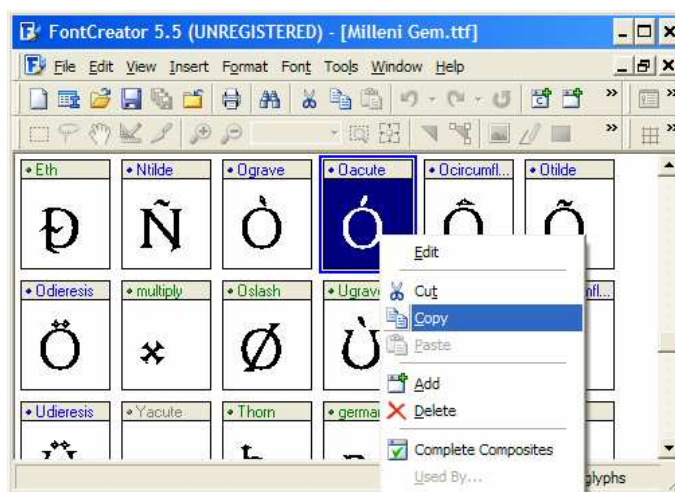 FontCreator 5.5 (UNREGISTERED) - [Milleni Gem.ttf]
File Edit View Insert Format Font Tools Window Help
Eth Ntilde Ograve Oacute Ocircumfl... Otilde
Ð Ñ Ò Ó Ô Õ
Odieresis multiply Oslash Ugrave
Ö × Ø Ù
Edit
Cut
Copy
Paste
Add
Delete
Complete Composites
Used By...
Udieresis Yacute Thorn